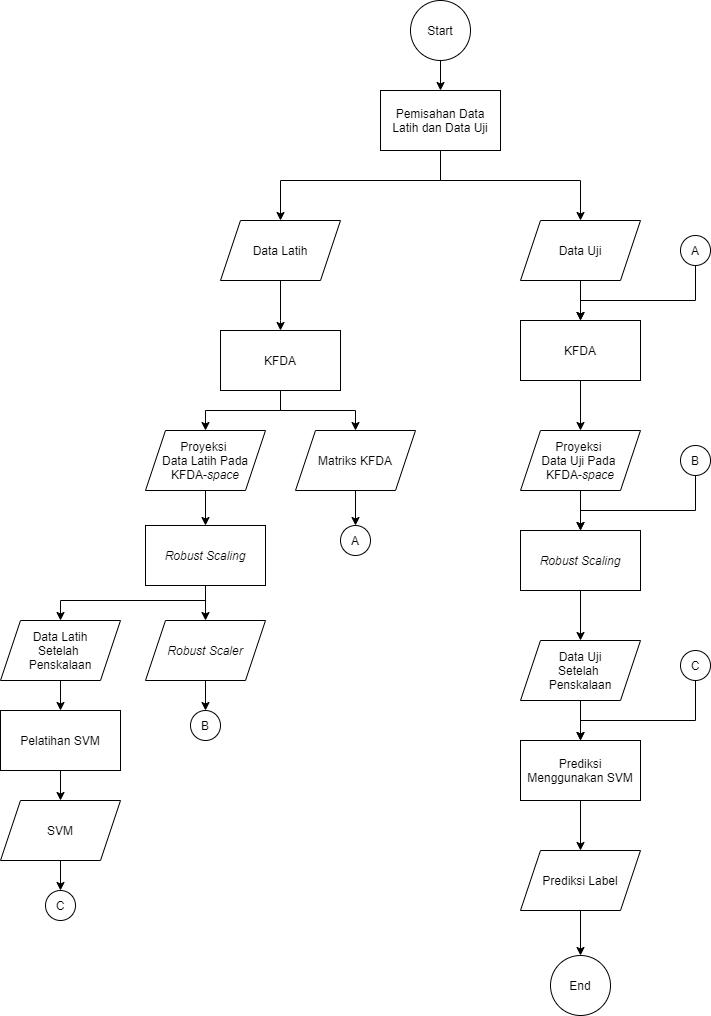 Start
Pemisahan Data
Latih dan Data Uji
Data Latih
Data Uji
A
KFDA
KFDA
Proyeksi
Data Latih Pada
KFDA-space
Matriks KFDA
Proyeksi
Data Uji Pada
KFDA-space
B
A
Robust Scaling
Robust Scaling
Data Latih
Setelah
Penskalaan
Robust Scaler
Data Uji
Setelah
Penskalaan
C
B
Pelatihan SVM
Prediksi
Menggunakan SVM
SVM
Prediksi Label
C
End